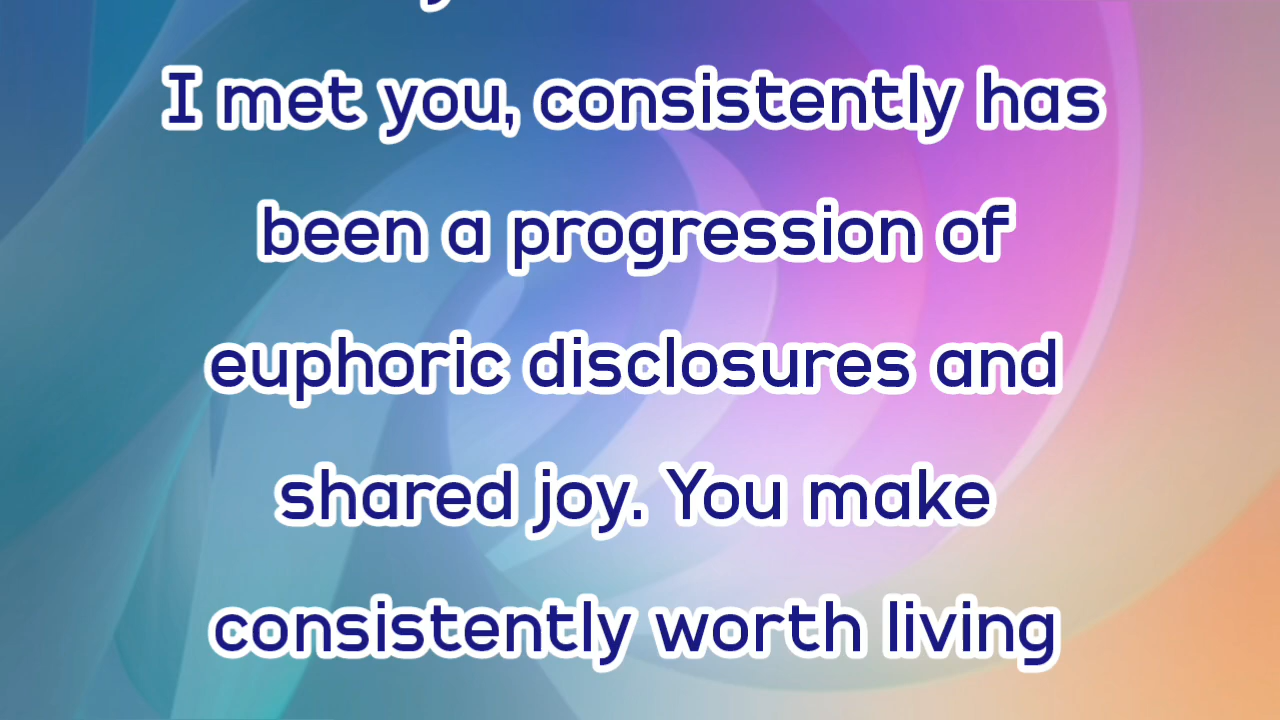 I met you, consistently has
been a progression of
euphoric disclosures and
shared joy. You make
consistently worth living